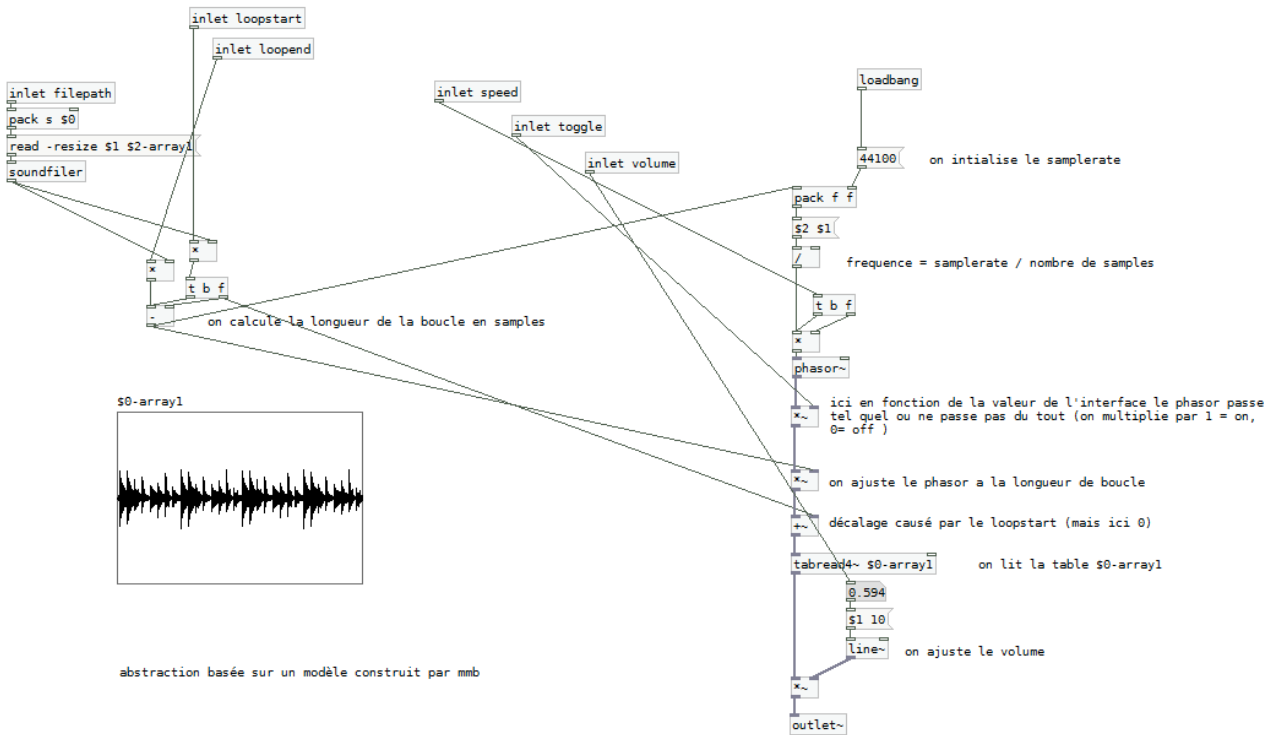 inlet loopstart
inlet loopend
inlet filepath
pack s $0
read -resize $1 $2-array1
soundfiler
*
*
t b f
-
on calcule la longueur de la boucle en samples
inlet speed
inlet toggle
inlet volume
loadbang
44100
on intialise le samplerate
pack f f
$2 $1
/
frequence = samplerate / nombre de samples
t b f
*
phasor~
*~
ici en fonction de la valeur de l'interface le phasor passe
tel quel ou ne passe pas du tout (on multiplie par 1 = on,
0= off )
*~
on ajuste le phasor a la longueur de boucle
+~
décalage causé par le loopstart (mais ici 0)
tabread4~ $0-array1
on lit la table $0-array1
0.594
$1 10
line~
on ajuste le volume
*~
outlet~
$0-array1
abstraction basée sur un modèle construit par mmb